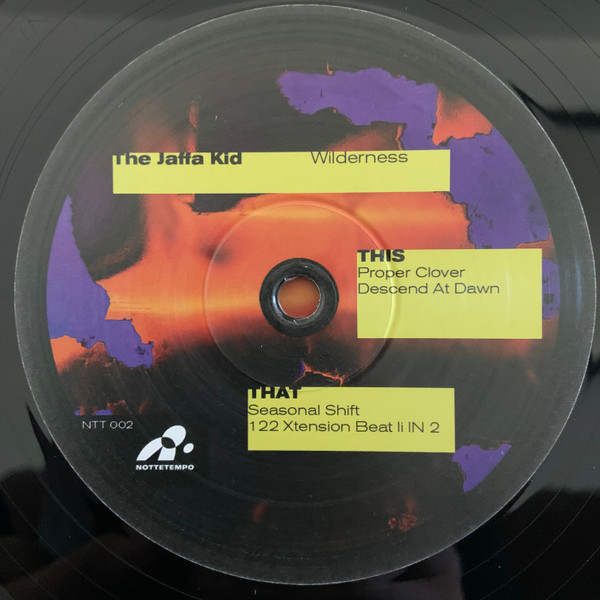 The Jaffa Kid Wilderness
THIS
Proper Clover
Descend At Dawn
THAT
Seasonal Shift
122 Xtension Beat Ii IN 2
NTT 002
NOTTETEMPO